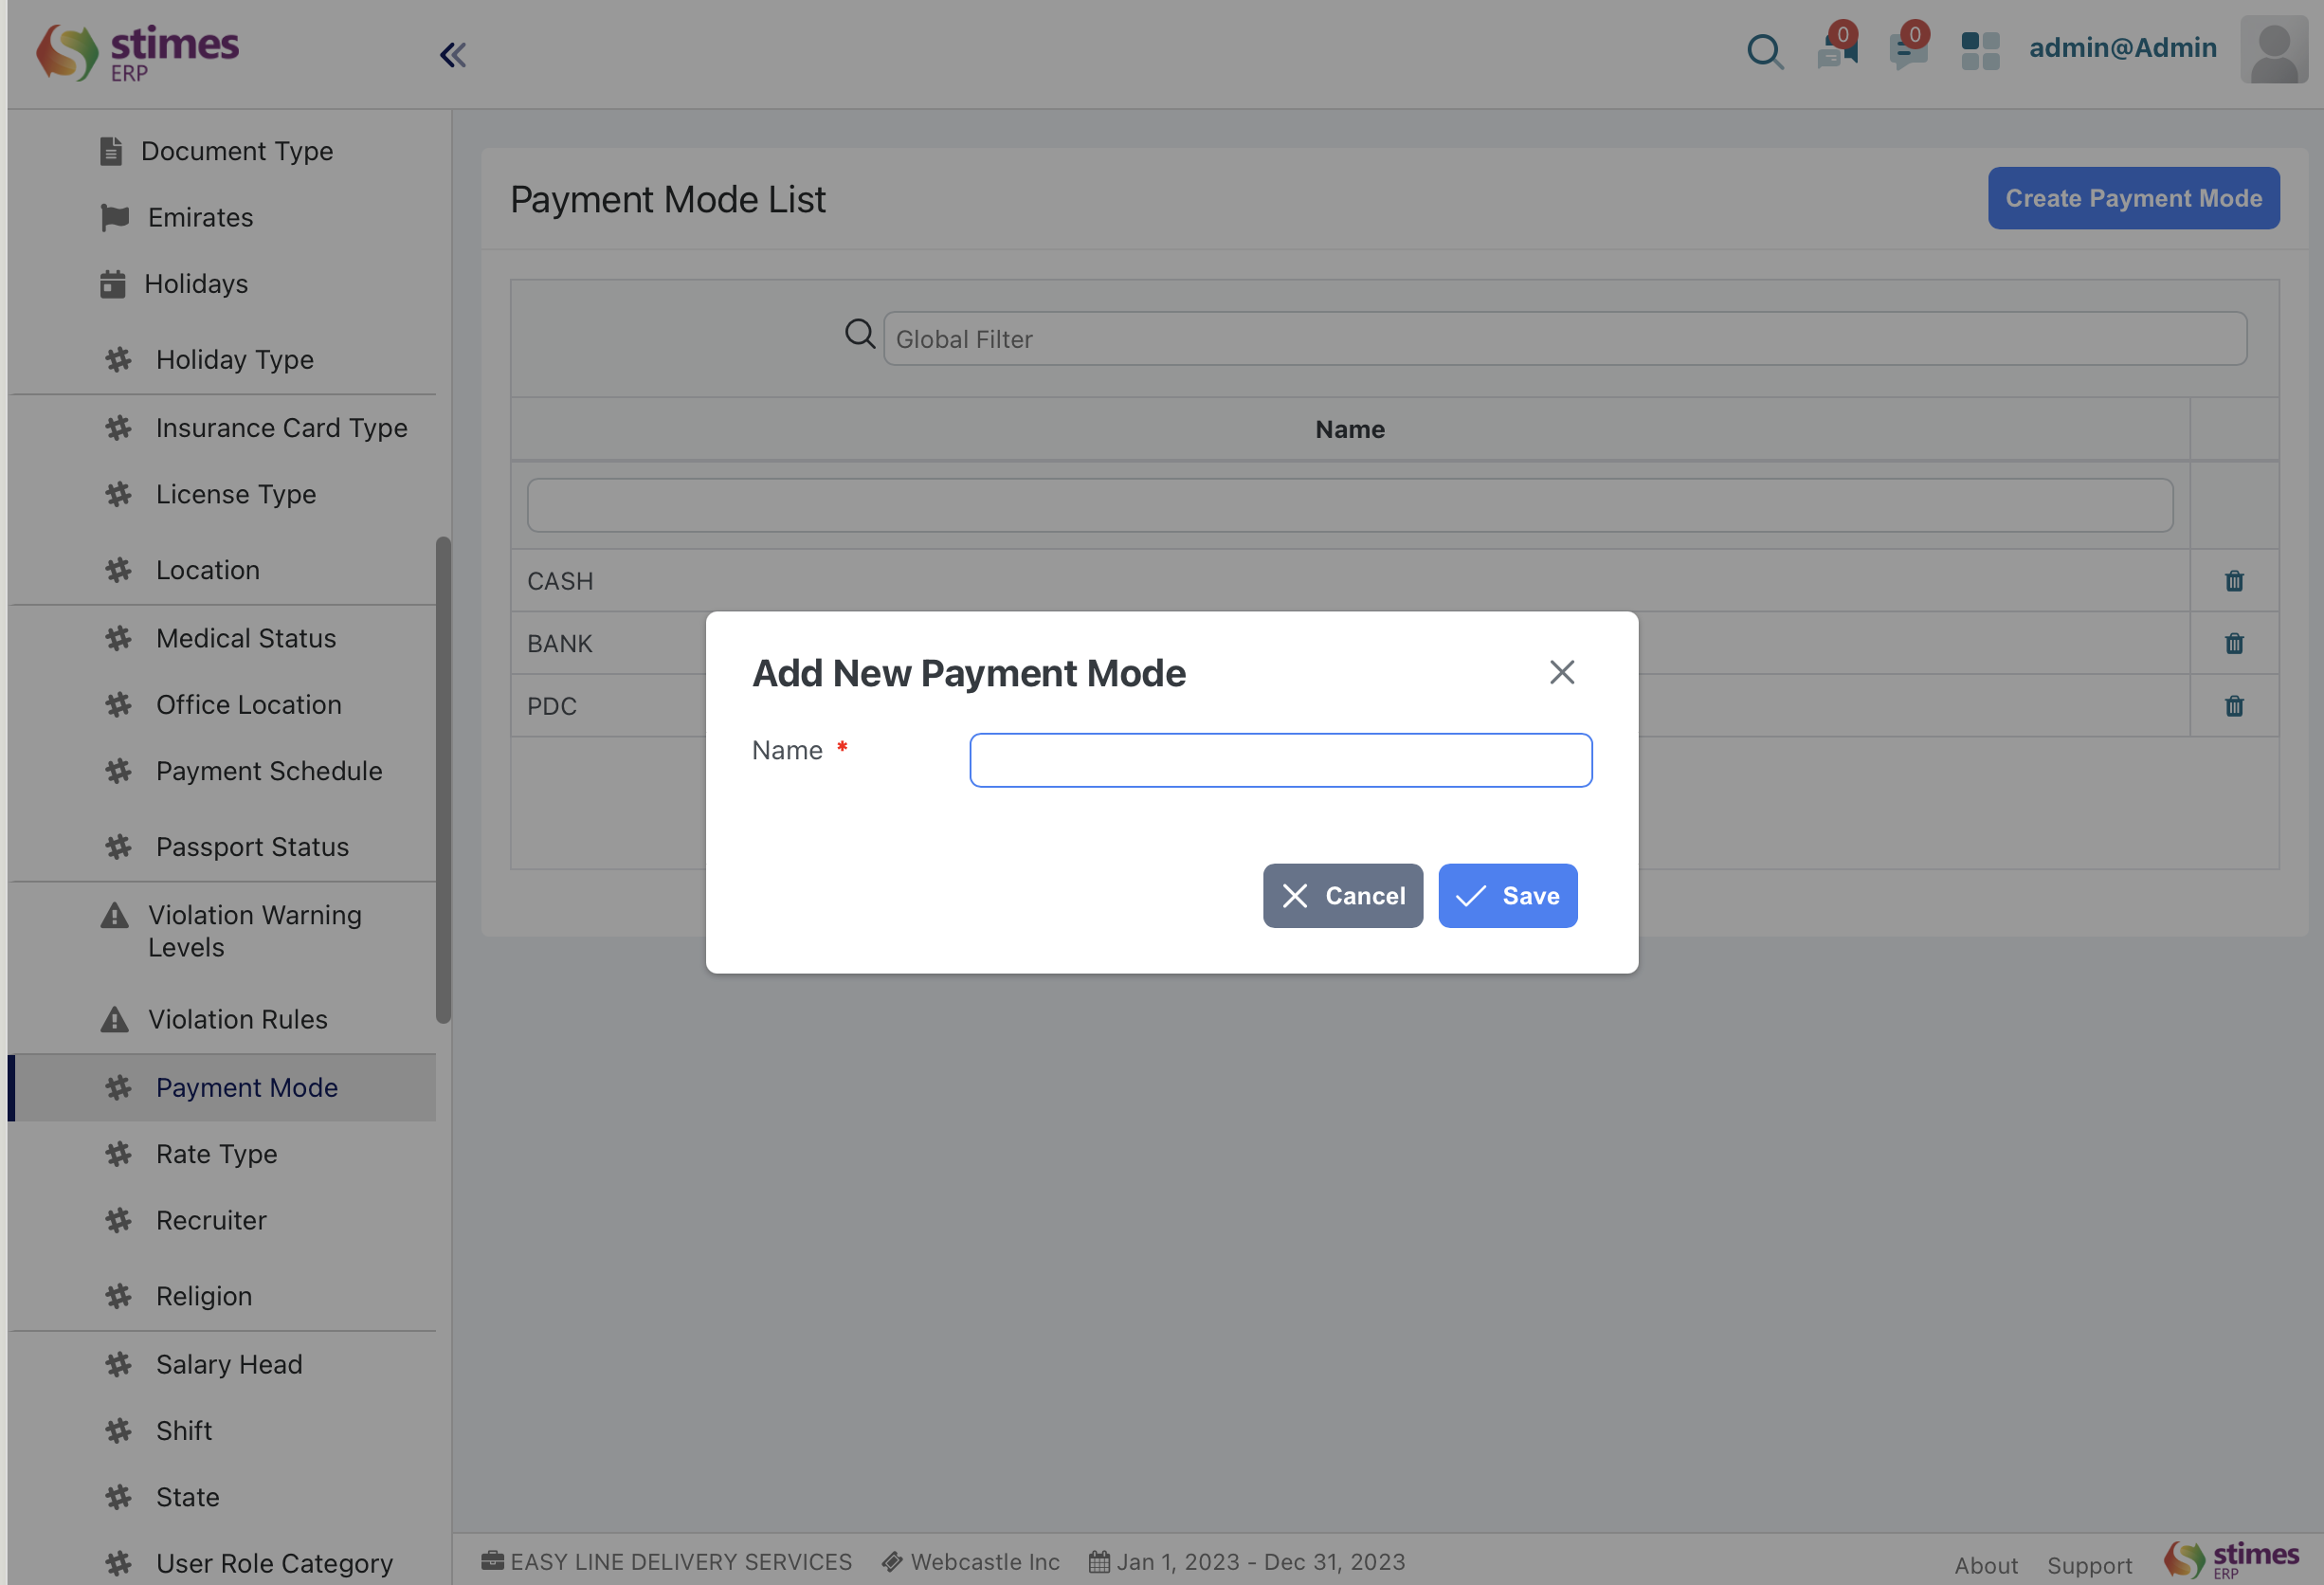 stimes
ERP
0
0
admin@Admin
Document Type
Emirates
Holidays
Holiday Type
Insurance Card Type
License Type
Location
Medical Status
Office Location
Payment Schedule
Passport Status
Violation Warning
Levels
Violation Rules
Payment Mode
Rate Type
Recruiter
Religion
Salary Head
Shift
State
User Role Category
Payment Mode List
Create Payment Mode
Global Filter
Name
CASH
BANK
PDC
Add New Payment Mode
Name *
Cancel
Save
EASY LINE DELIVERY SERVICES
Webcastle Inc
Jan 1, 2023 - Dec 31, 2023
About
Support
stimes
ERP